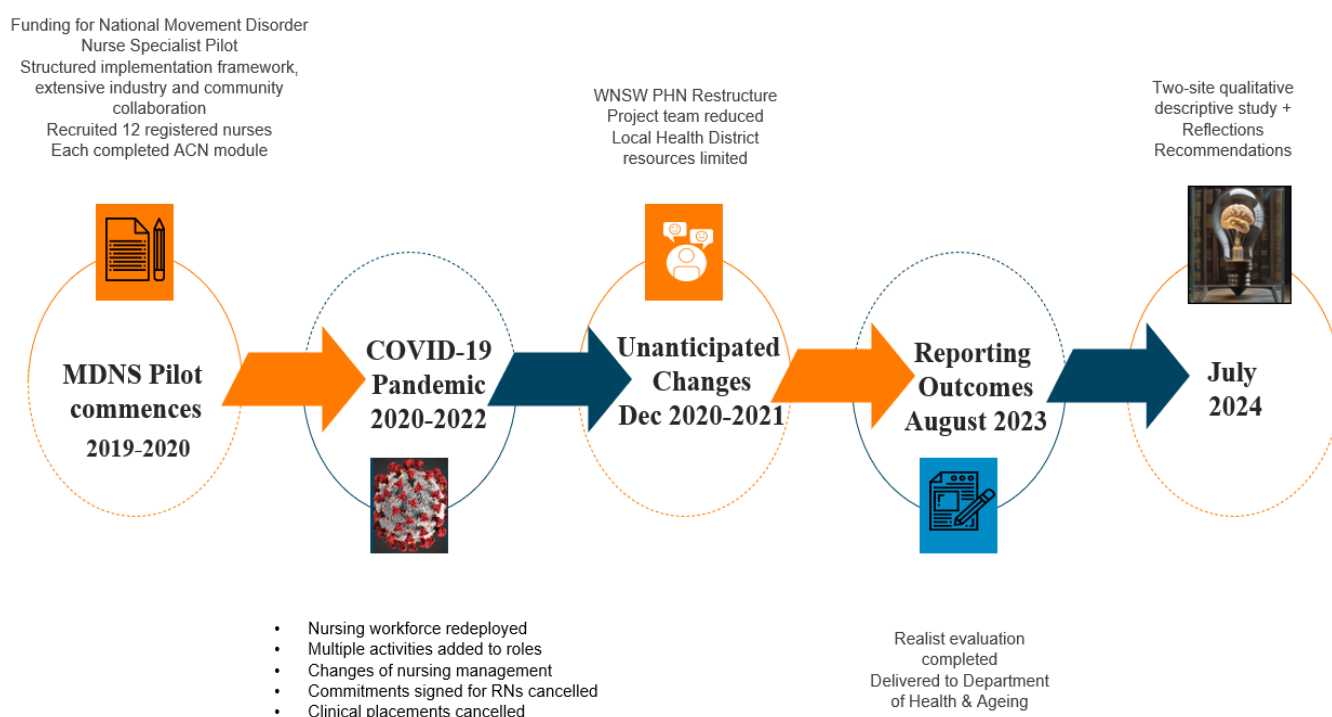 Funding for National Movement Disorder
Nurse Specialist Pilot
Structured implementation framework,
extensive industry and community
collaboration
Recruited 12 registered nurses
Each completed ACN module
WNSW PHN Restructure
Project team reduced
Local Health District
resources limited
Two-site qualitative
descriptive study +
Reflections
Recommendations
MDNS Pilot
commences
2019-2020
COVID-19
Pandemic
2020-2022
Unanticipated
Changes
Dec 2020-2021
Reporting
Outcomes
August 2023
July
2024
• Nursing workforce redeployed
• Multiple activities added to roles
• Changes of nursing management
• Commitments signed for RNs cancelled
• Clinical placements cancelled
Realist evaluation
completed
Delivered to Department
of Health & Ageing